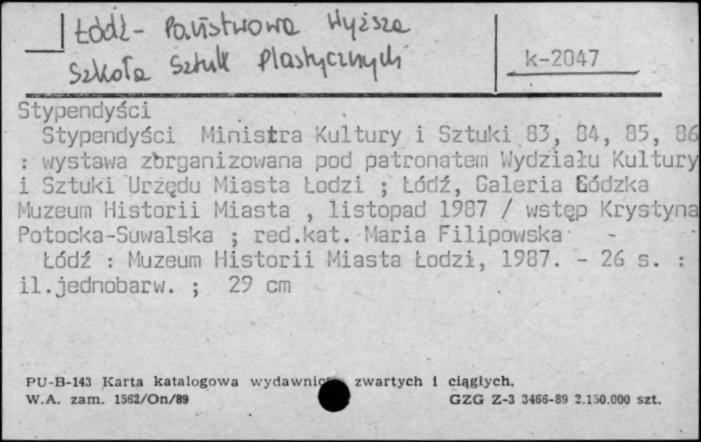 Łódź - Państwowa Wyższa
Szkoła Sztuk Plastycznych
k-2047
Stypendyści
Stypendyści Ministra Kultury i Sztuki 83, 84, 85, 86
: wystawa zorganizowana pod patronatem Wydziału Kultury
i Sztuki Urzędu Miasta Łodzi ; Łódź, Galeria Łódzka
Muzeum Historii Miasta , listopad 1987 / wstęp Krystyna
Potocka-Suwalska ; red.kat. Maria Filipowska
Łódź : Muzeum Historii Miasta Łodzi, 1987. - 26 s. :
il.jednobarw. ; 29 cm
PU-B-143 Karta katalogowa wydawnictw zwartych i ciągłych.
W.A. zam. 1562/On/89 GZG Z-3 3466-89 2.150.000 szt.